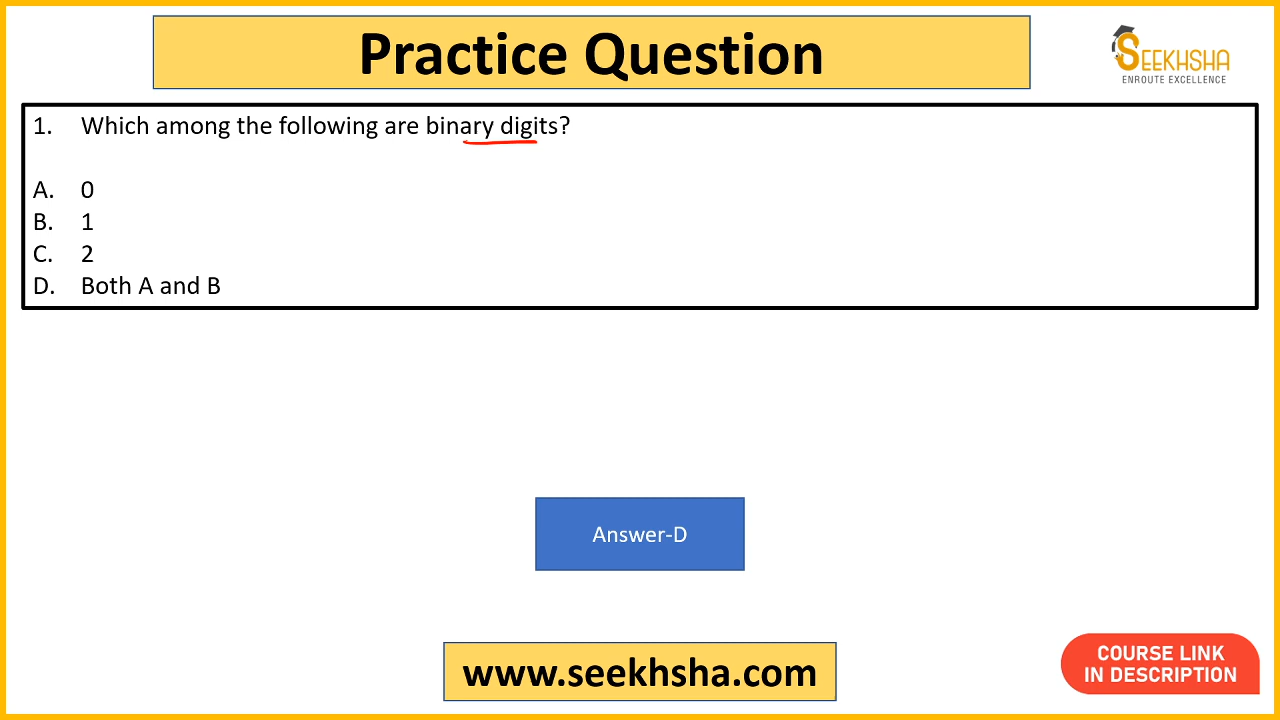 Practice Question
SEEKHSHA
ENROUTE EXCELLENCE
1. Which among the following are binary digits?
A. 0
B. 1
C. 2
D. Both A and B
Answer-D
www.seekhsha.com
COURSE LINK
IN DESCRIPTION